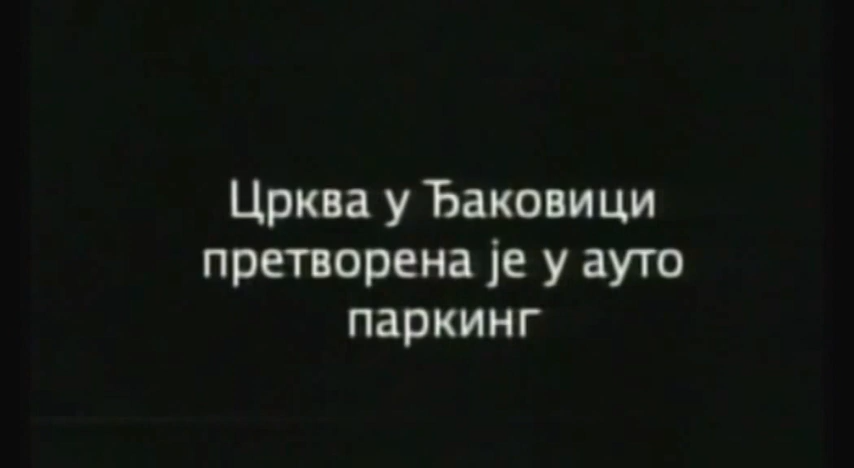 Црква у Ђаковици
претворена је у ауто
паркинг